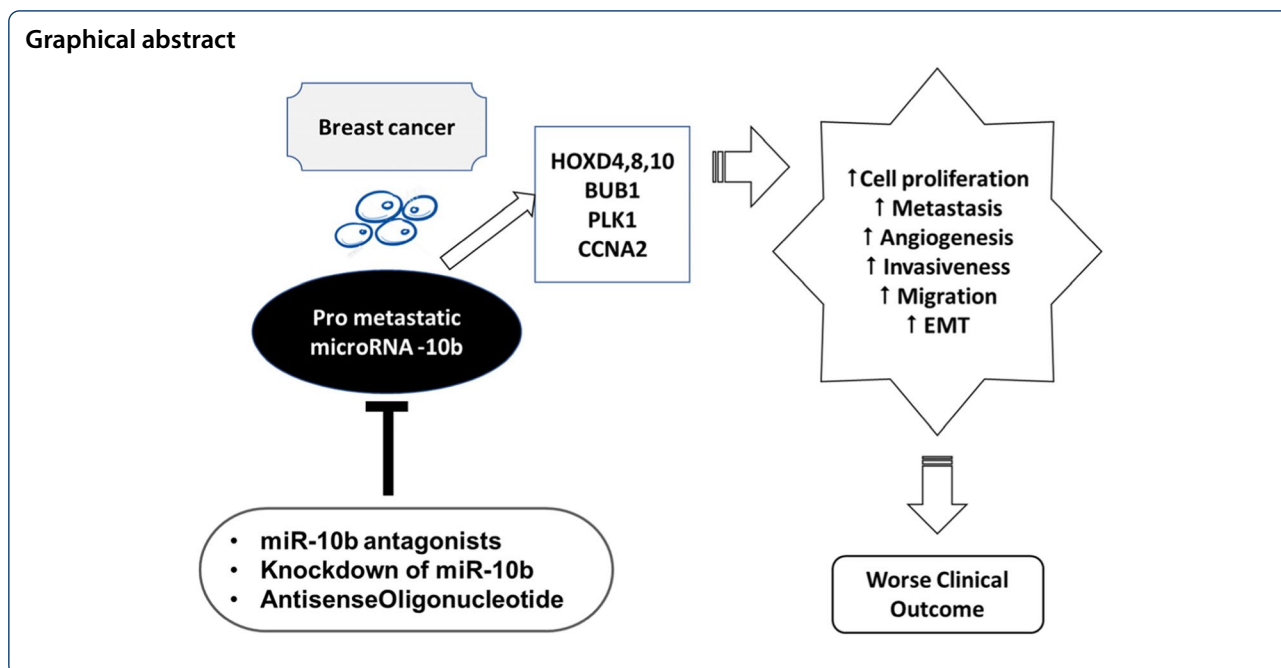 Graphical abstract
Breast cancer
HOXD4,8,10
BUB1
PLK1
CCNA2
Pro metastatic
microRNA -10b
• miR-10b antagonists
• Knockdown of miR-10b
• AntisenseOligonucleotide
↑Cell proliferation
↑ Metastasis
↑ Angiogenesis
↑ Invasiveness
↑ Migration
↑ EMT
Worse Clinical
Outcome